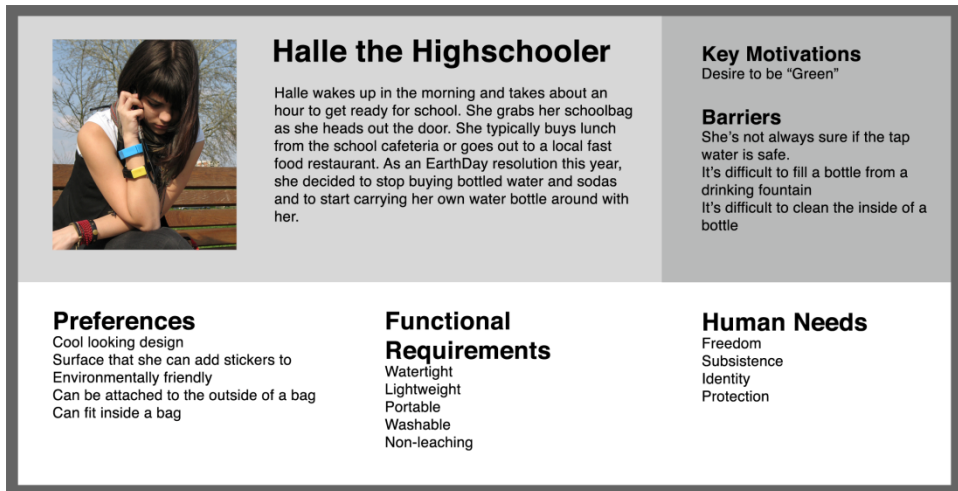 Halle the Highschooler
Halle wakes up in the morning and takes about an
hour to get ready for school. She grabs her schoolbag
as she heads out the door. She typically buys lunch
from the school cafeteria or goes out to a local fast
food restaurant. As an EarthDay resolution this year,
she decided to stop buying bottled water and sodas
and to start carrying her own water bottle around with
her.
Key Motivations
Desire to be “Green”
Barriers
She’s not always sure if the tap
water is safe.
It’s difficult to fill a bottle from a
drinking fountain
It’s difficult to clean the inside of a
bottle
Preferences
Cool looking design
Surface that she can add stickers to
Environmentally friendly
Can be attached to the outside of a bag
Can fit inside a bag
Functional
Requirements
Watertight
Lightweight
Portable
Washable
Non-leaching
Human Needs
Freedom
Subsistence
Identity
Protection